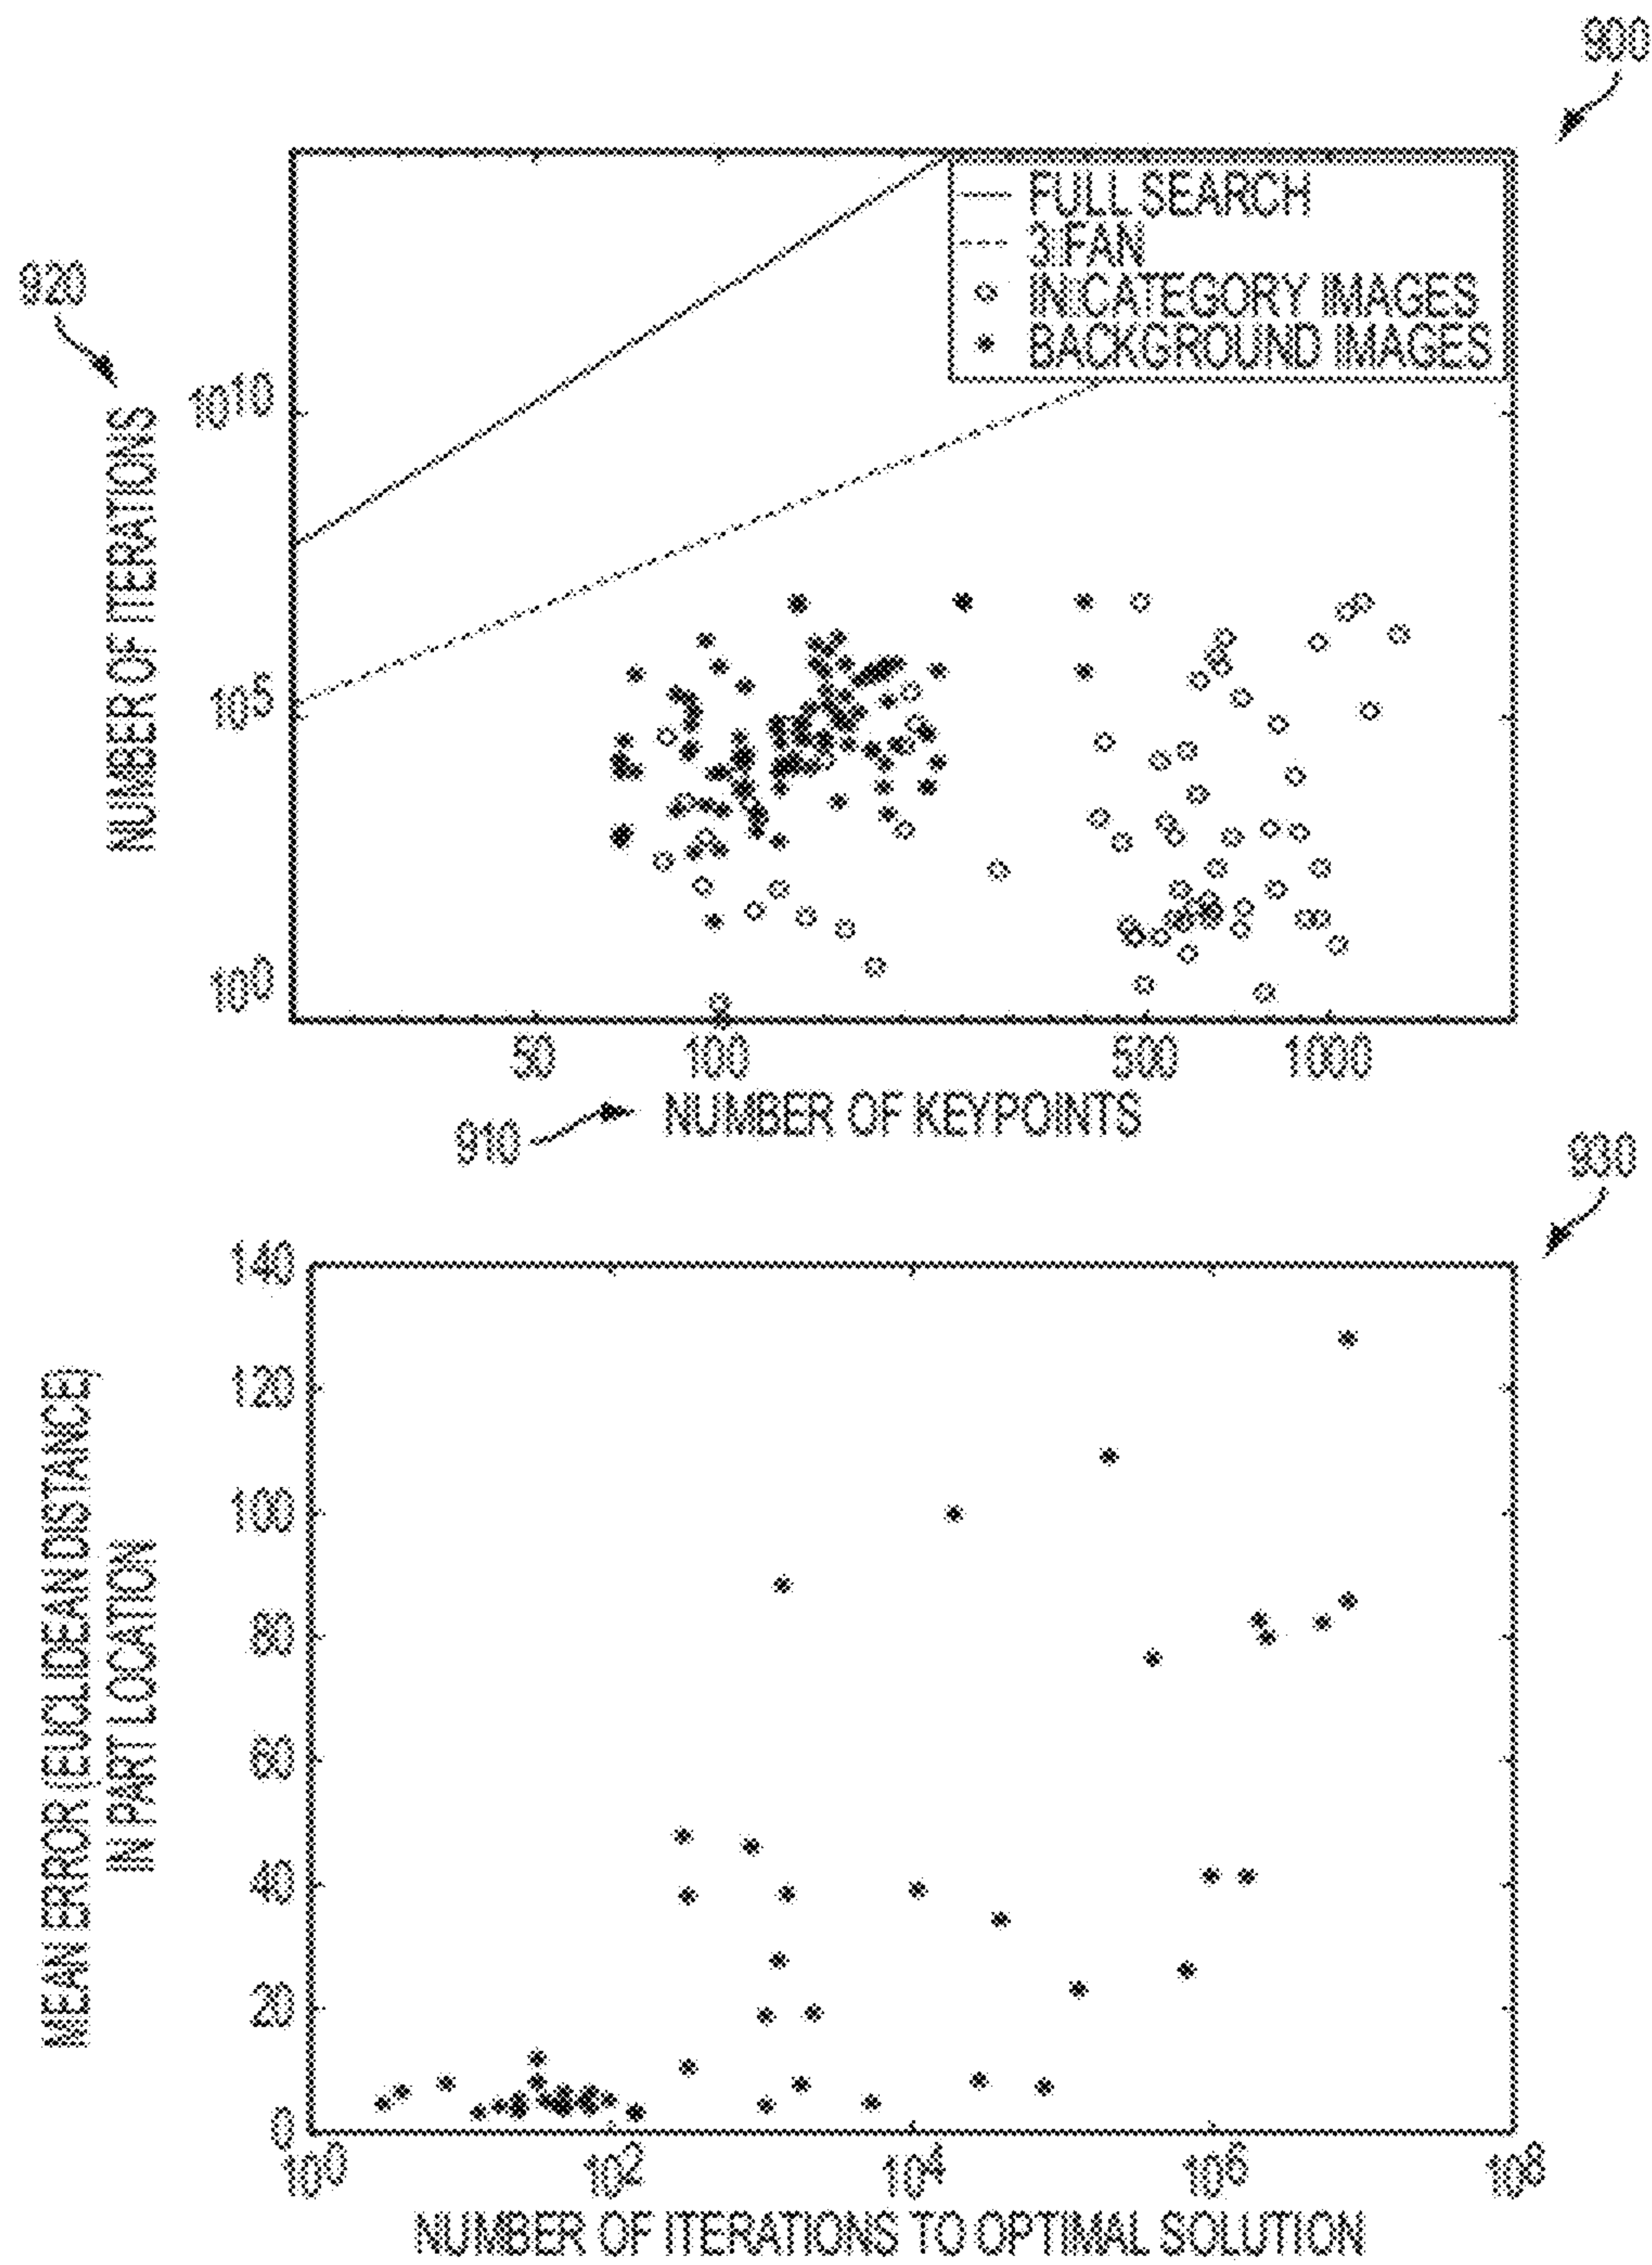 900
FULL SEARCH
3 FAN
IN CATEGORY IMAGES
BACKGROUND IMAGES
920
NUMBER OF ITERATIONS
10^10
10^5
10^0
50 100 500 1000
910
NUMBER OF KEYPOINTS
930
MEAN ERROR (EUCLIDEAN DISTANCE)
IN PART LOCATION
140
120
100
80
60
40
20
0
10^0 10^2 10^4 10^6 10^8
NUMBER OF ITERATIONS TO OPTIMAL SOLUTION